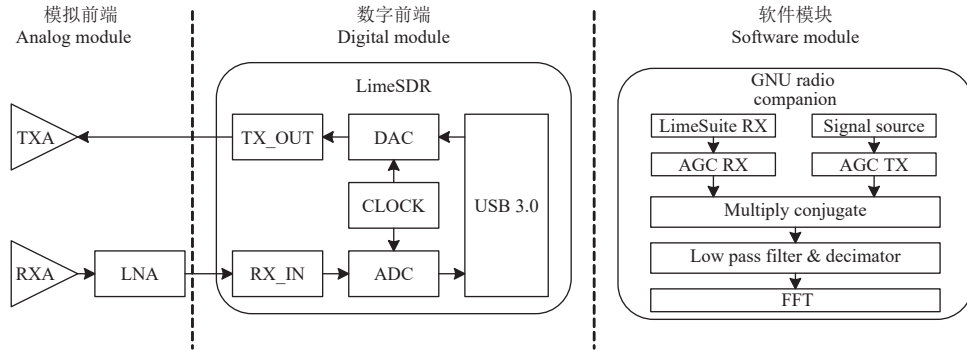 模拟前端
Analog module
数字前端
Digital module
软件模块
Software module
LimeSDR
TXA
TX_OUT
DAC
CLOCK
USB 3.0
RXA
LNA
RX_IN
ADC
GNU radio
companion
LimeSuite RX
Signal source
AGC RX
AGC TX
Multiply conjugate
Low pass filter & decimator
FFT